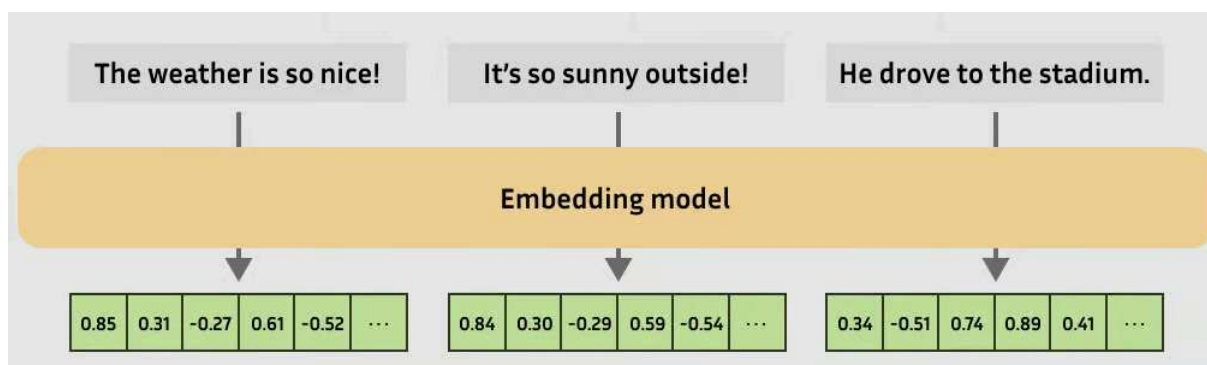 The weather is so nice!
It's so sunny outside!
He drove to the stadium.
Embedding model
0.85 0.31 -0.27 0.61 -0.52 ...
0.84 0.30 -0.29 0.59 -0.54 ...
0.34 -0.51 0.74 0.89 0.41 ...